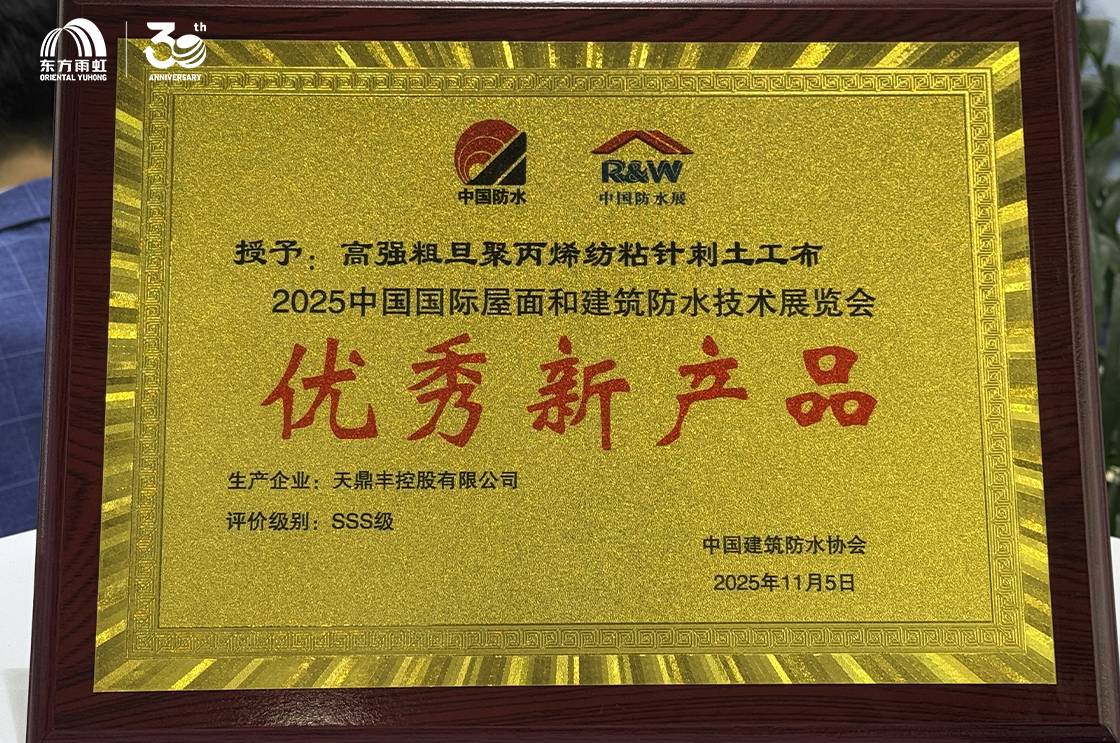 东方雨虹
ORIENTAL YUHONG
30th
ANNIVERSARY
中国防水
R&W
中国防水展
授予：高强粗旦聚丙烯纺粘针刺土工布
2025中国国际屋面和建筑防水技术展览会
优秀新产品
生产企业：天鼎丰控股有限公司
评价级别：SSS级
中国建筑防水协会
2025年11月5日